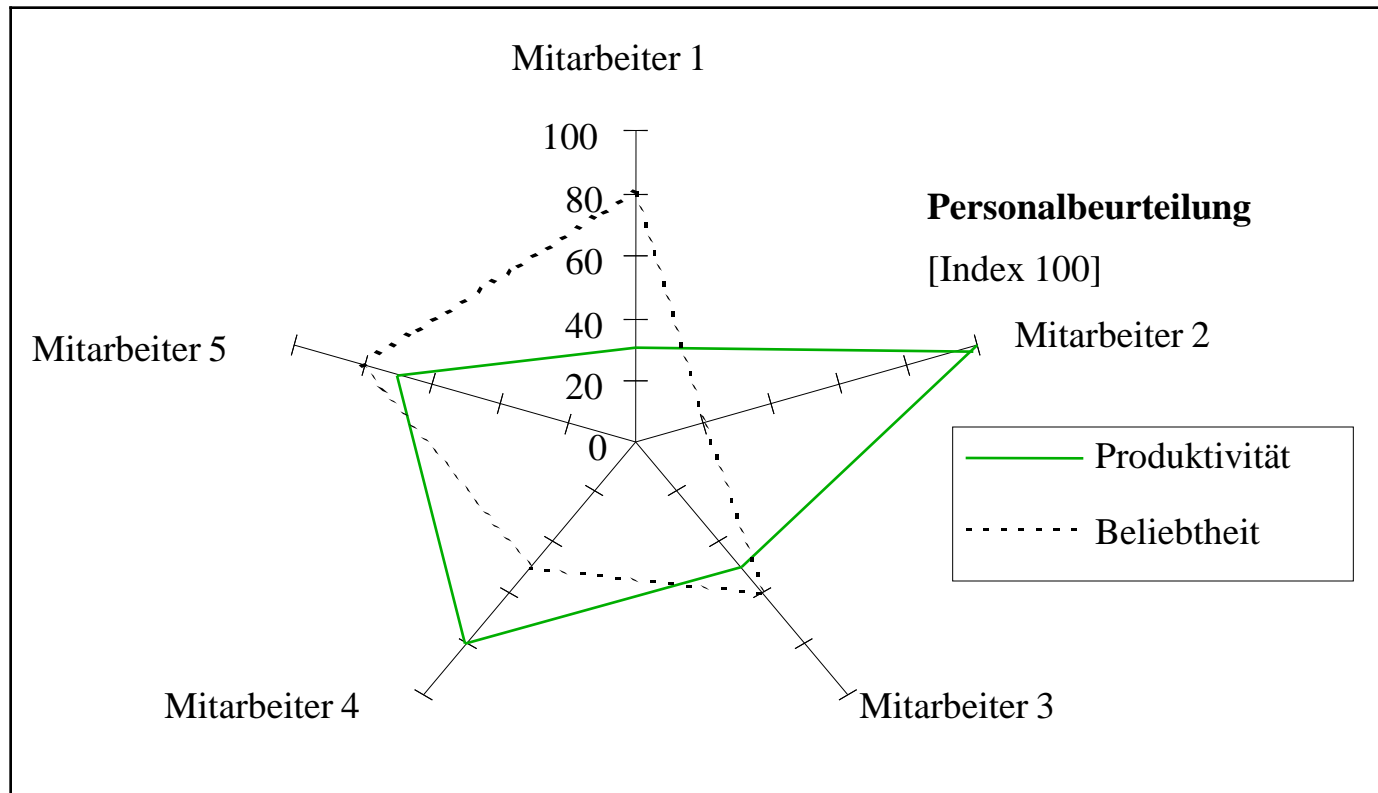 Mitarbeiter 1
100
80
60
40
20
0
Personalbeurteilung
[Index 100]
Mitarbeiter 2
Mitarbeiter 5
Produktivität
Beliebtheit
Mitarbeiter 4
Mitarbeiter 3